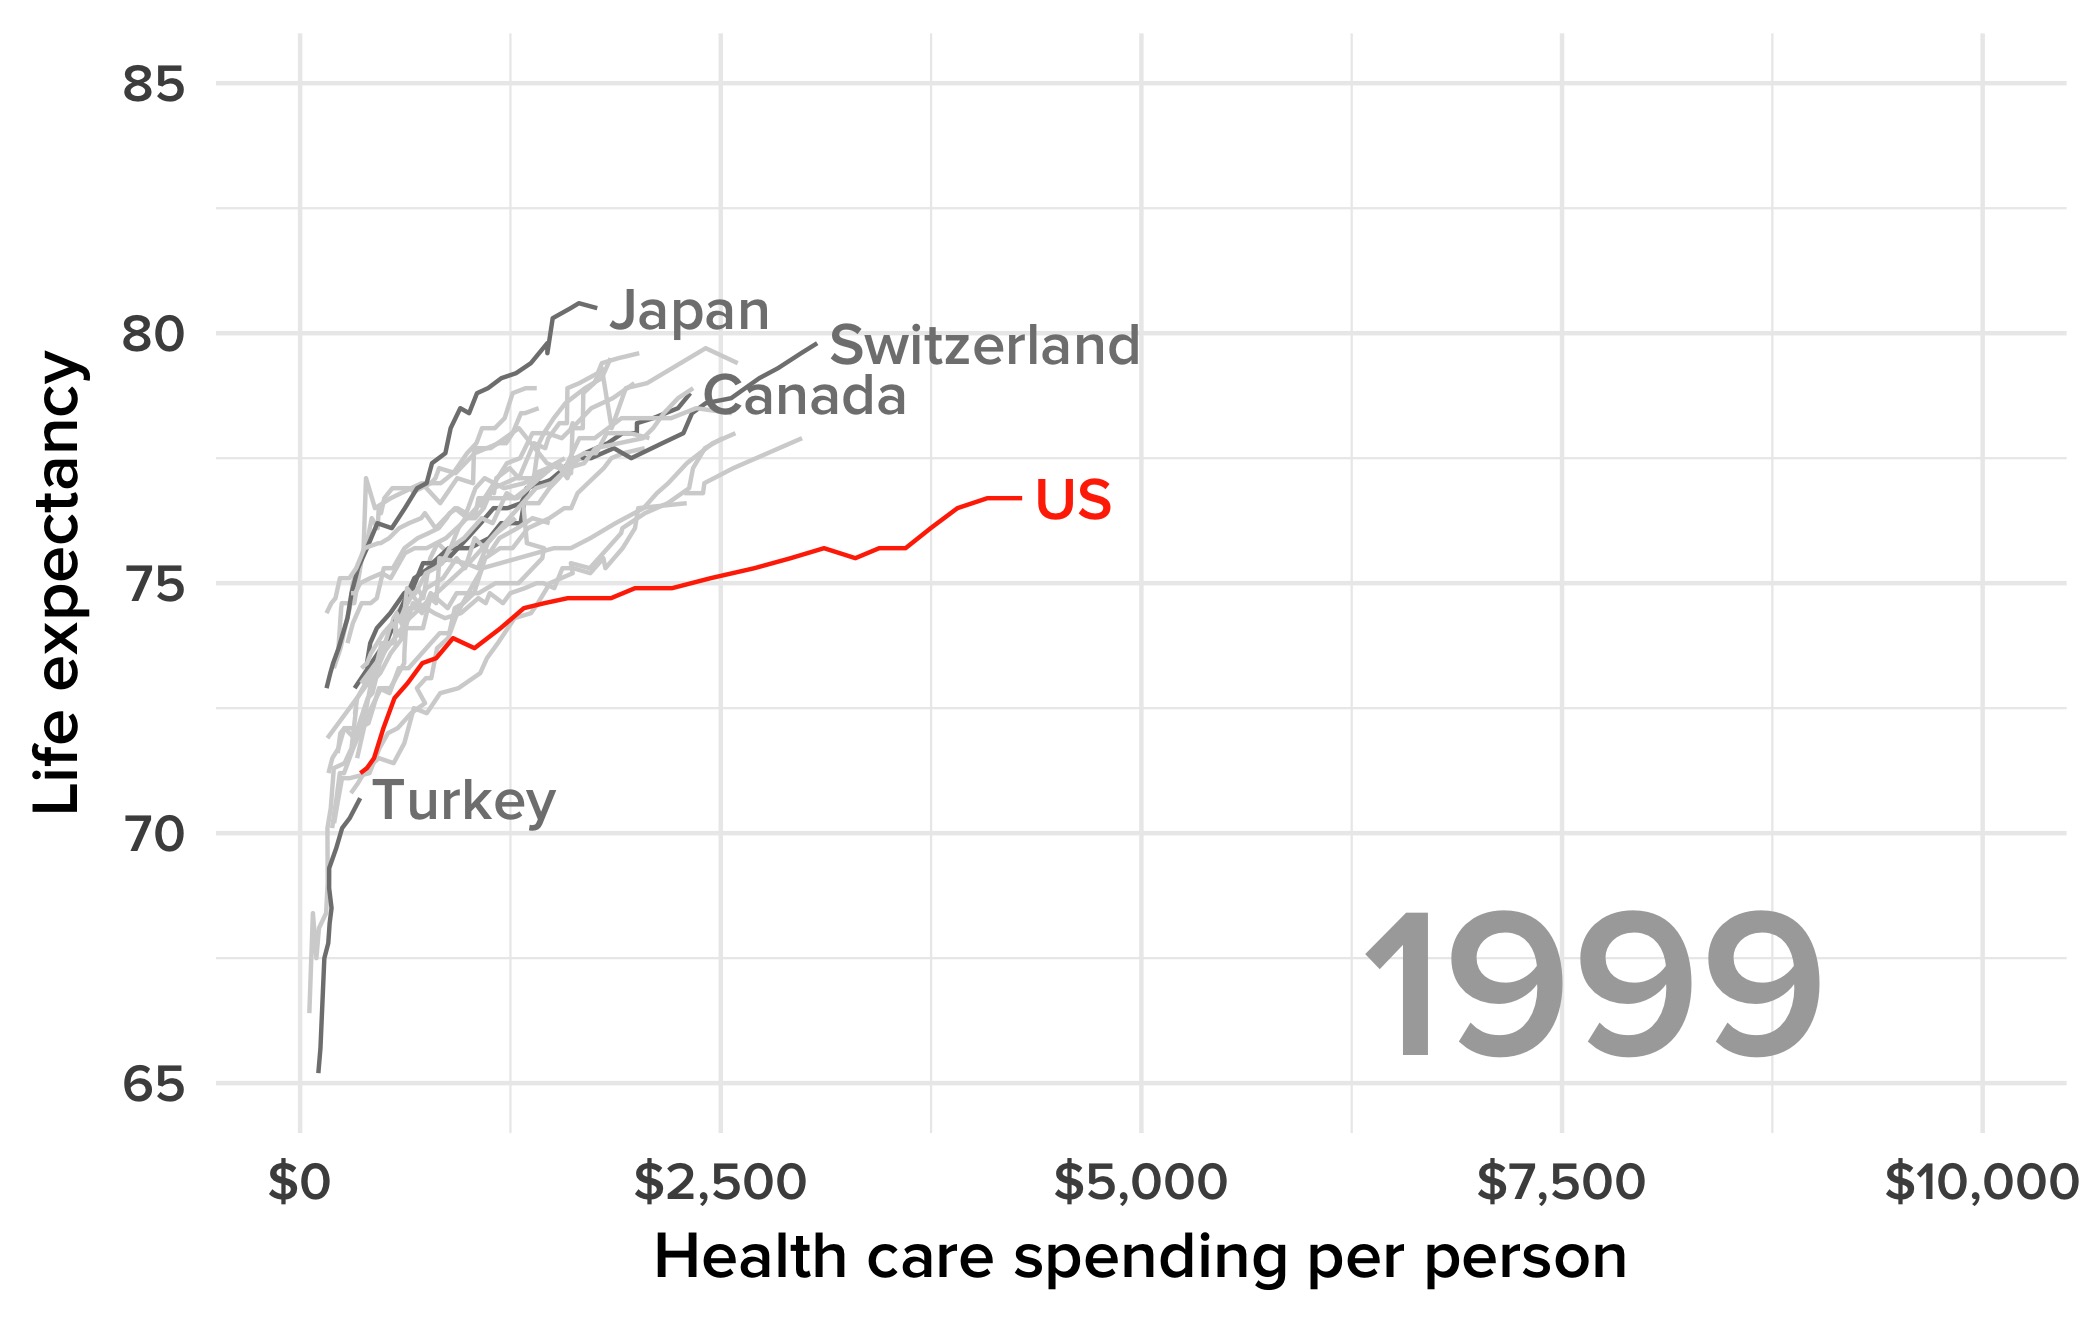 85
80
75
70
65
Life expectancy
Japan
Switzerland
Canada
US
Turkey
1999
$0
$2,500
$5,000
$7,500
$10,000
Health care spending per person